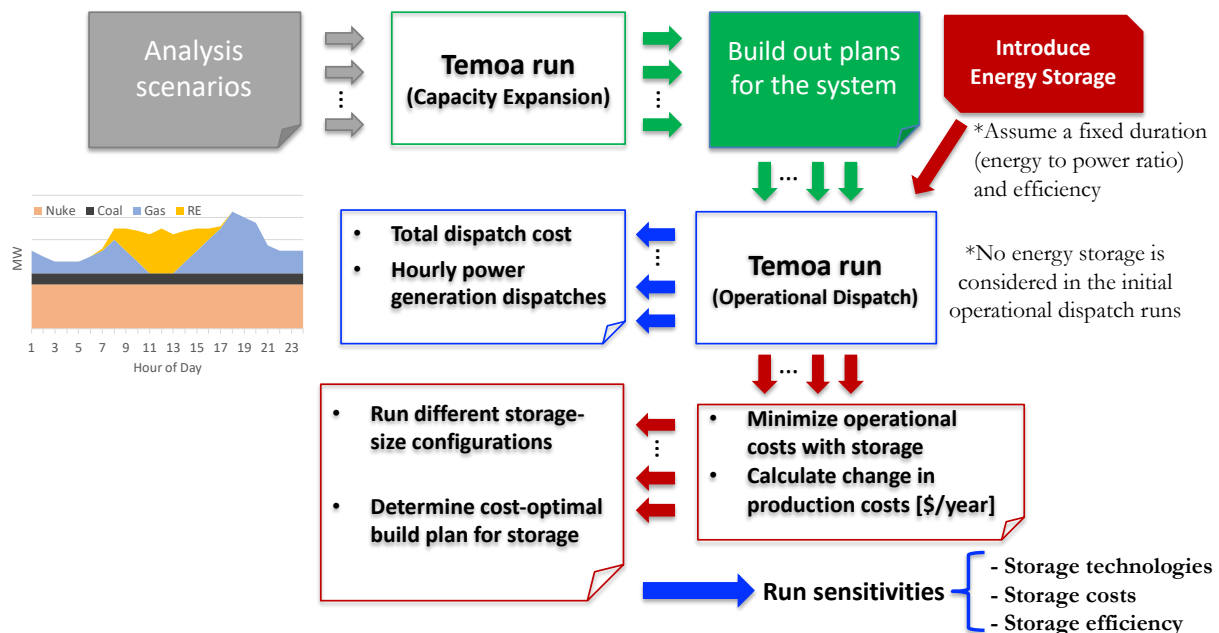 Analysis
scenarios
...
Temoa run
(Capacity Expansion)
...
Build out plans
for the system
Introduce
Energy Storage
*Assume a fixed duration
(energy to power ratio)
and efficiency
...
Nuke Coal Gas RE
MW
1 3 5 7 9 11 13 15 17 19 21 23
Hour of Day
• Total dispatch cost
• Hourly power
generation dispatches
...
Temoa run
(Operational Dispatch)
*No energy storage is
considered in the initial
operational dispatch runs
...
• Run different storage-
size configurations
• Determine cost-optimal
build plan for storage
...
• Minimize operational
costs with storage
• Calculate change in
production costs [$/year]
Run sensitivities
- Storage technologies
- Storage costs
- Storage efficiency